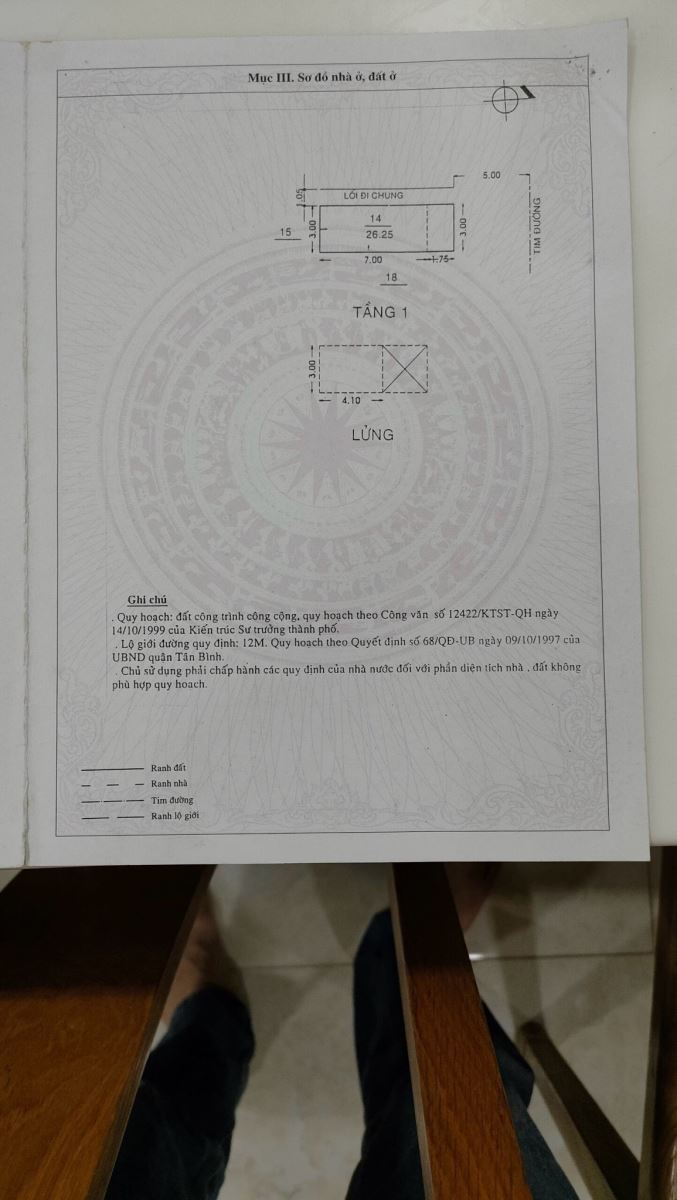 Mục III. Sơ đồ nhà ở, đất ở
5.00
1.05
LỐI ĐI CHUNG
TIM ĐƯỜNG
15
3.00
14
26.25
3.00
7.00
1.75
18
TẦNG 1
3.00
4.10
LỬNG
Ghi chú
. Quy hoạch: đất công trình công cộng, quy hoạch theo Công văn số 12422/KTST-QH ngày
14/10/1999 của Kiến trúc Sư trưởng thành phố.
. Lộ giới đường quy định: 12M. Quy hoạch theo Quyết định số 68/QĐ-UB ngày 09/10/1997 của
UBND quận Tân Bình.
. Chủ sử dụng phải chấp hành các quy định của nhà nước đối với phần diện tích nhà , đất không
phù hợp quy hoạch.
Ranh đất
Ranh nhà
Tim đường
Ranh lộ giới